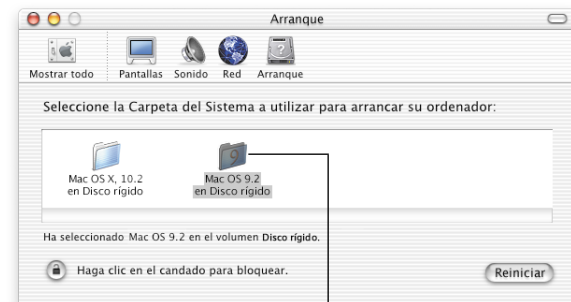 Arranque
Mostrar todo Pantallas Sonido Red Arranque
Seleccione la Carpeta del Sistema a utilizar para arrancar su ordenador:
Mac OS X, 10.2 Mac OS 9.2
en Disco rígido en Disco rígido
Ha seleccionado Mac OS 9.2 en el volumen Disco rígido.
Haga clic en el candado para bloquear. Reiniciar